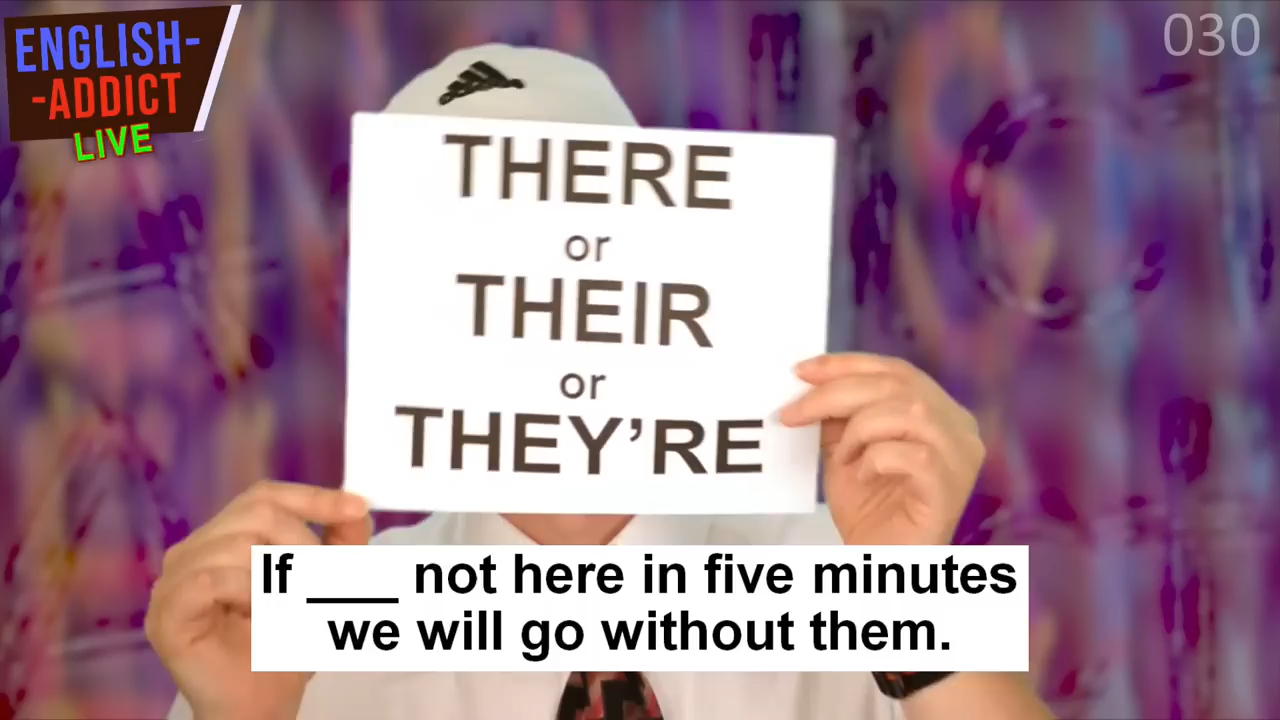 ENGLISH-
-ADDICT
LIVE
030
THERE
or
THEIR
or
THEY’RE
If ___ not here in five minutes
we will go without them.